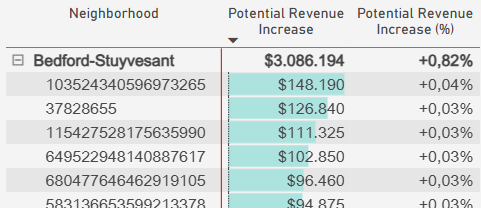 Neighborhood Potential Revenue Increase Potential Revenue Increase (%)
Bedford-Stuyvesant $3.086.194 +0,82%
103524340596973265 $148.190 +0,04%
37828655 $126.840 +0,03%
115427528175635990 $111.325 +0,03%
649522948140887617 $102.850 +0,03%
680477646462919105 $96.460 +0,03%
583136653599213378 $94.875 +0,03%